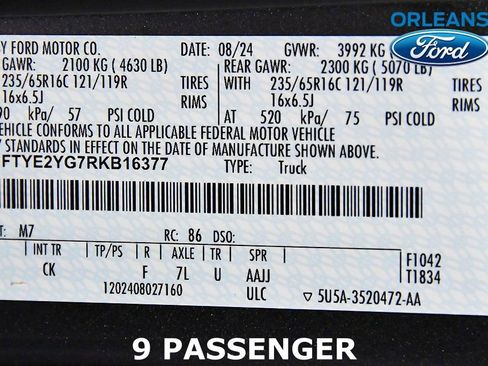 ORLEANS
Ford
Y FORD MOTOR CO. DATE: 08/24 GVWR: 3992 KG
GAWR: 2100 KG (4630 LB) REAR GAWR: 2300 KG (5070 LB)
235/65R16C 121/119R TIRES 235/65R16C 121/119R TIRES
16x6.5J RIMS 16x6.5J RIMS
90 kPa/ 57 PSI COLD AT 520 kPa/ 75 PSI COLD
VEHICLE CONFORMS TO ALL APPLICABLE FEDERAL MOTOR VEHICLE
FTY STANDARDS IN EFFECT ON THE DATE OF MANUFACTURE SHOWN ABOVE.
FTYE2YG7RKB16377 TYPE: Truck
T: M7 RC: 86 DSO:
INT TR TP/PS R AXLE TR SPR F1042
CK F 7L U AAJJ T1834
1202408027160 ULC ▽ 5U5A-3520472-AA
9 PASSENGER